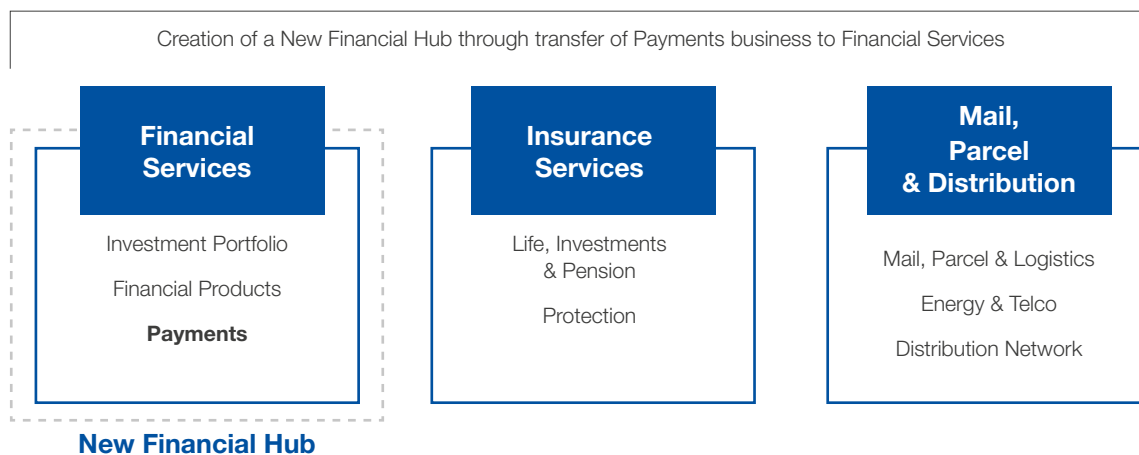 Creation of a New Financial Hub through transfer of Payments business to Financial Services
Financial
Services
Investment Portfolio
Financial Products
Payments
New Financial Hub
Insurance
Services
Life, Investments
& Pension
Protection
Mail,
Parcel
& Distribution
Mail, Parcel & Logistics
Energy & Telco
Distribution Network